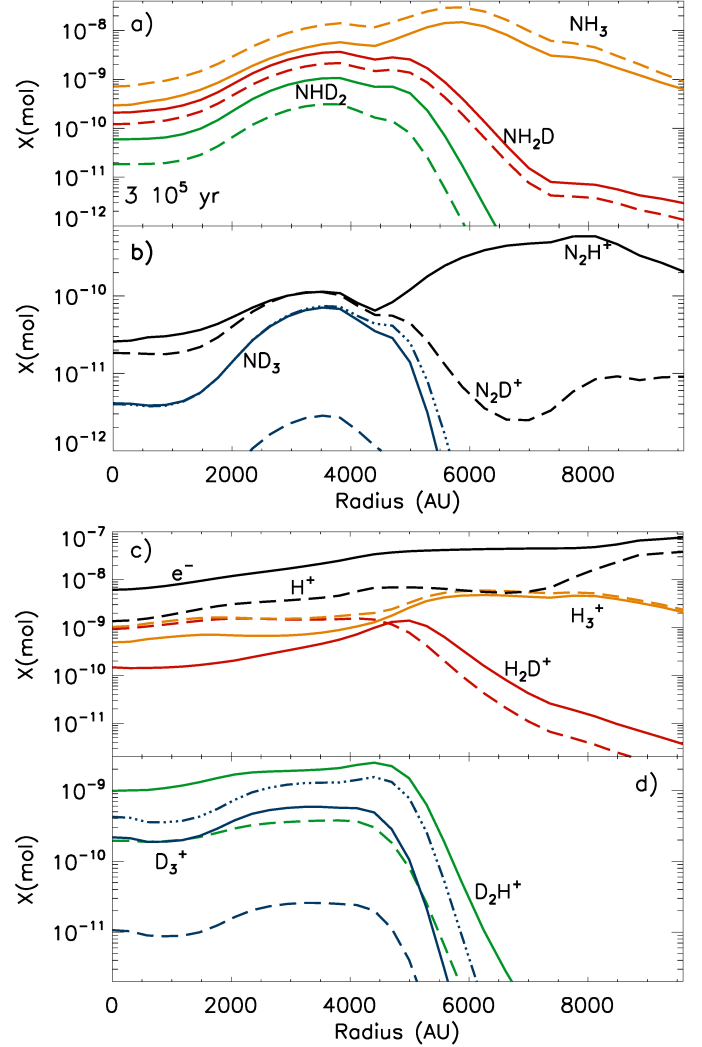 a)
NH₃
10⁻⁸
10⁻⁹
10⁻¹⁰
10⁻¹¹
10⁻¹²
X(mol)
NHD₂
NH₂D
3 10⁵ yr
b)
N₂H⁺
10⁻¹⁰
10⁻¹¹
10⁻¹²
X(mol)
ND₃
N₂D⁺
0 2000 4000 6000 8000
Radius (AU)
10⁻⁷
10⁻⁸
10⁻⁹
10⁻¹⁰
10⁻¹¹
X(mol)
c)
e⁻
H⁺
H₃⁺
H₂D⁺
d)
10⁻⁹
10⁻¹⁰
10⁻¹¹
X(mol)
D₃⁺
D₂H⁺
0 2000 4000 6000 8000
Radius (AU)